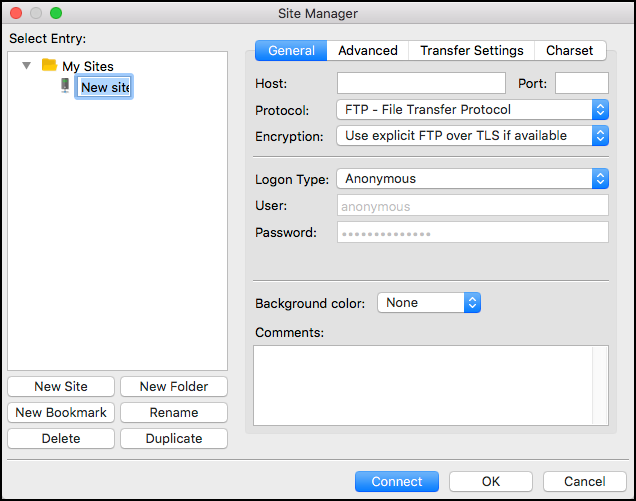 Site Manager
Select Entry:
My Sites
New site
New Site
New Folder
New Bookmark
Rename
Delete
Duplicate
General
Advanced
Transfer Settings
Charset
Host:
Port:
Protocol:
FTP - File Transfer Protocol
Encryption:
Use explicit FTP over TLS if available
Logon Type:
Anonymous
User:
anonymous
Password:
••••••••••••••
Background color:
None
Comments:
Connect
OK
Cancel